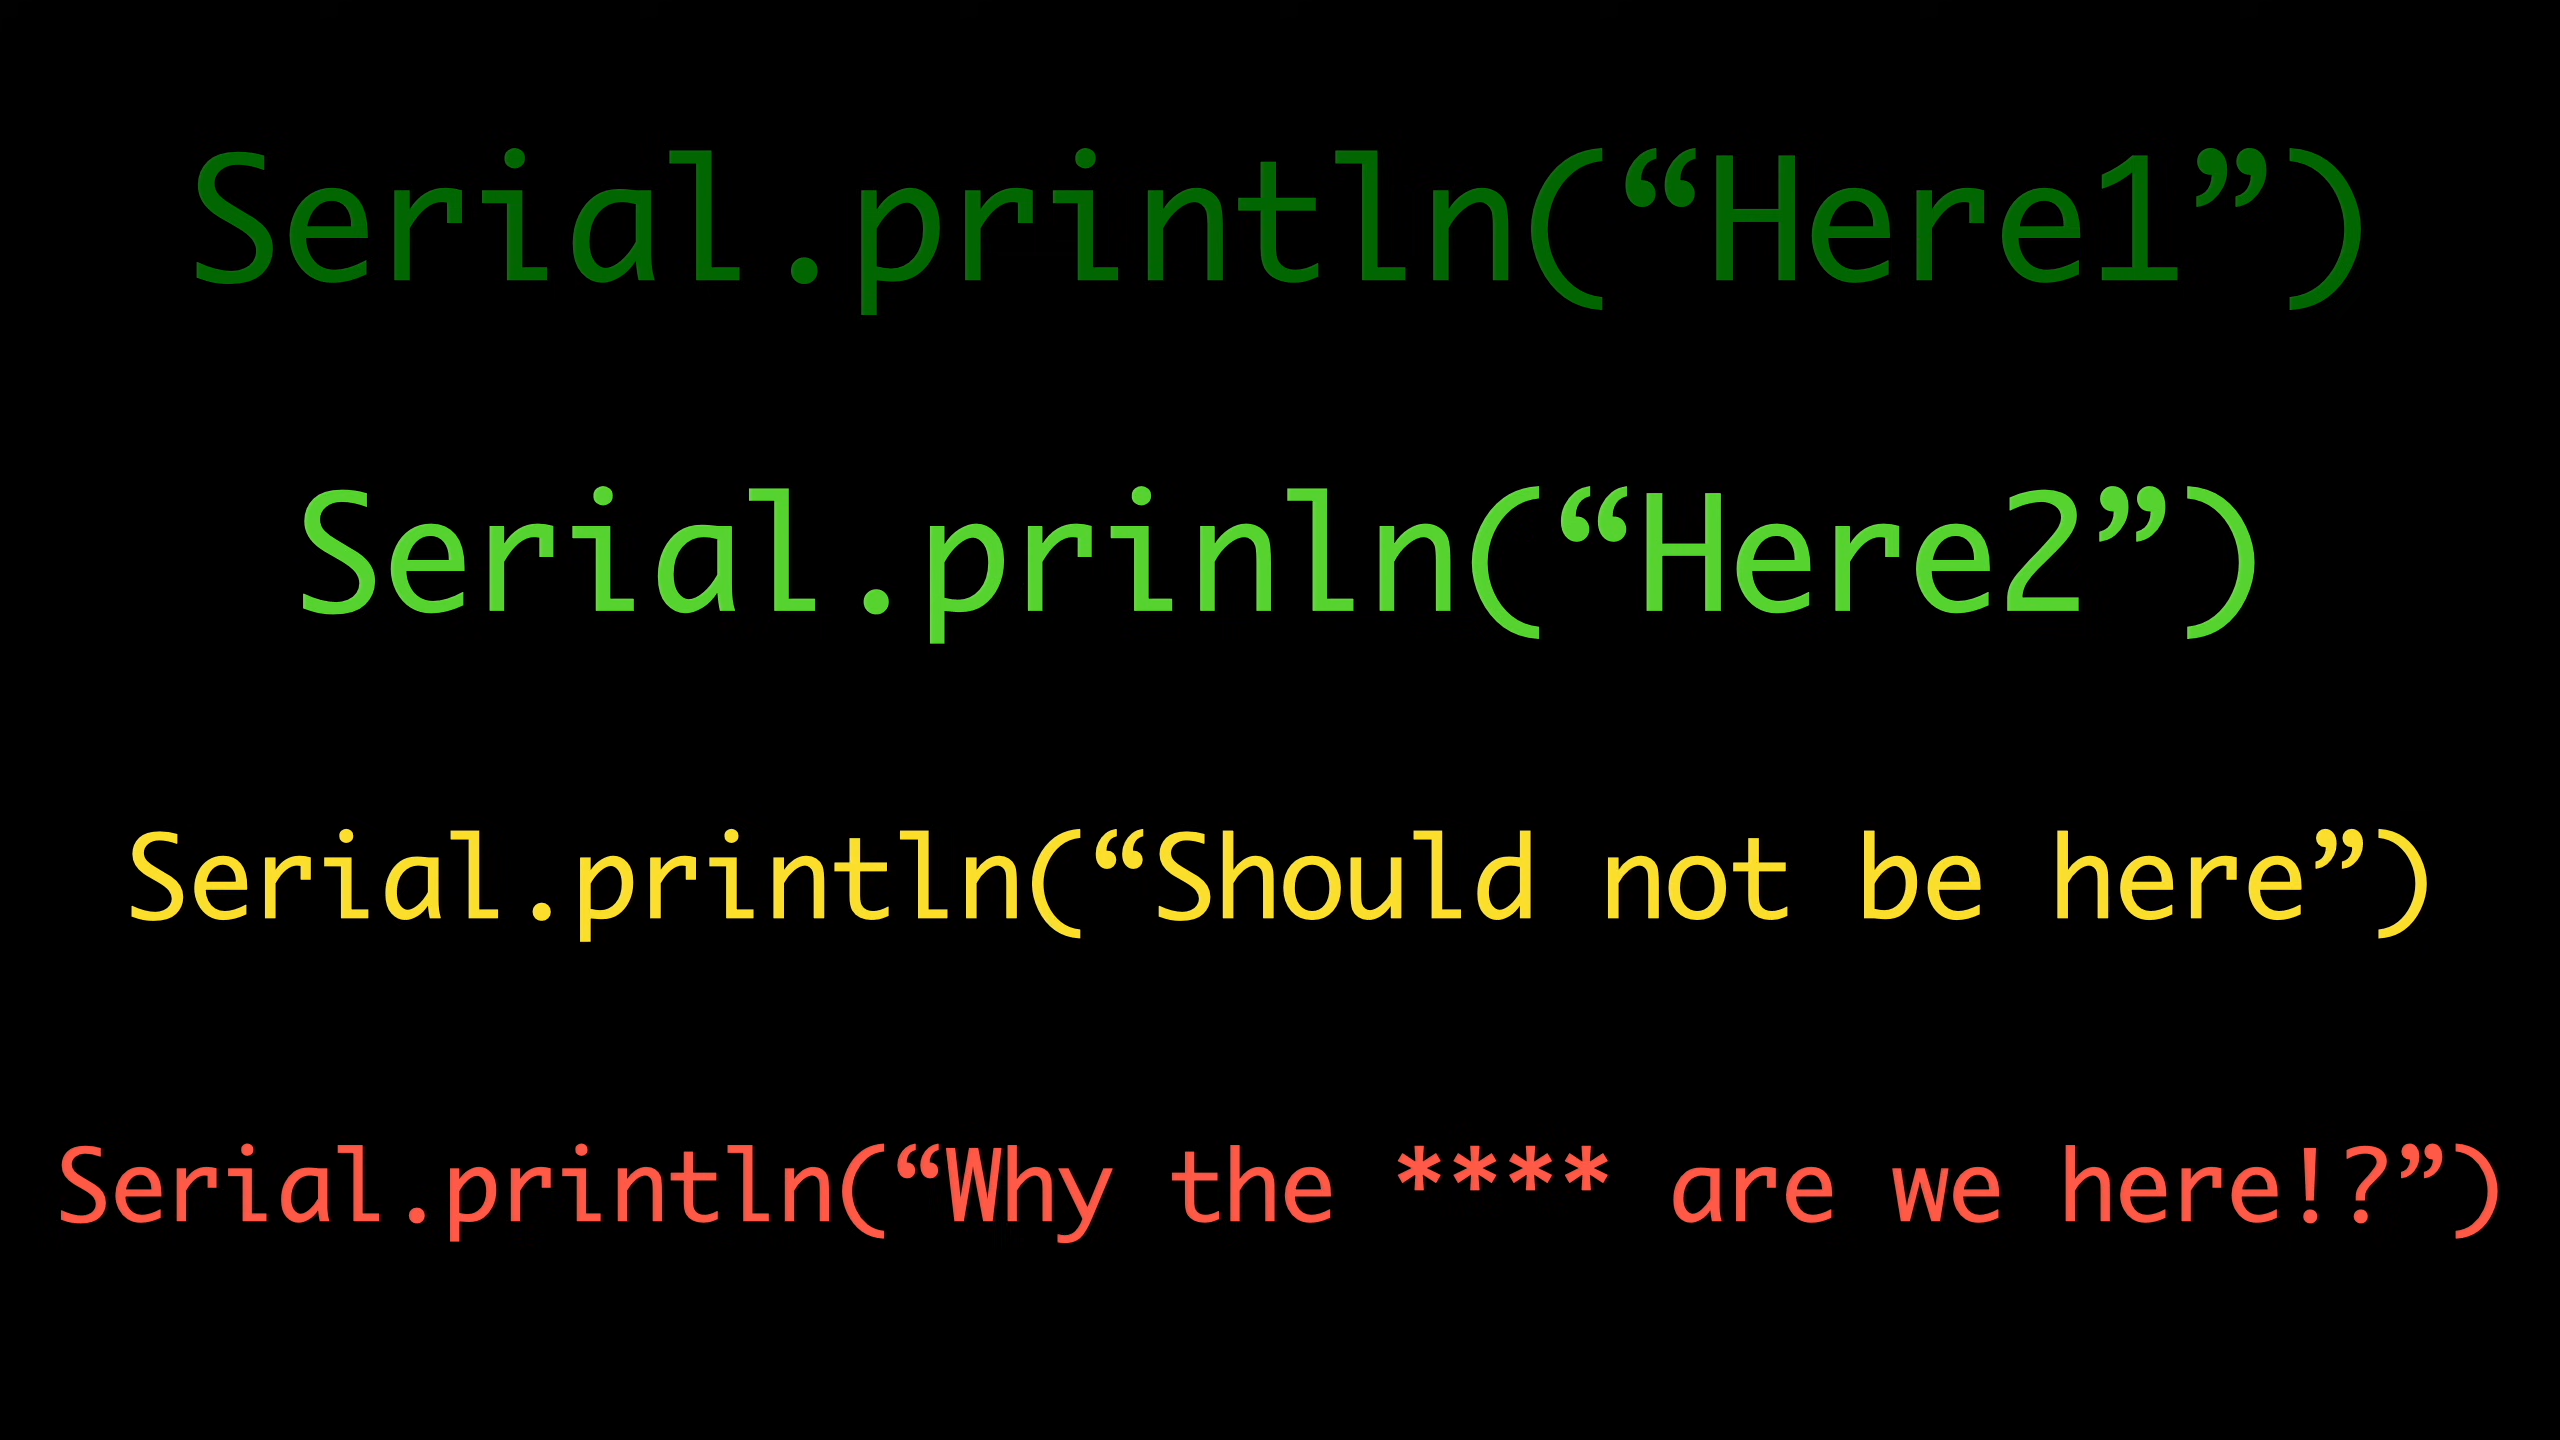 Serial.println(“Here1”)
Serial.prinln(“Here2”)
Serial.println(“Should not be here”)
Serial.println(“Why the **** are we here!?”)